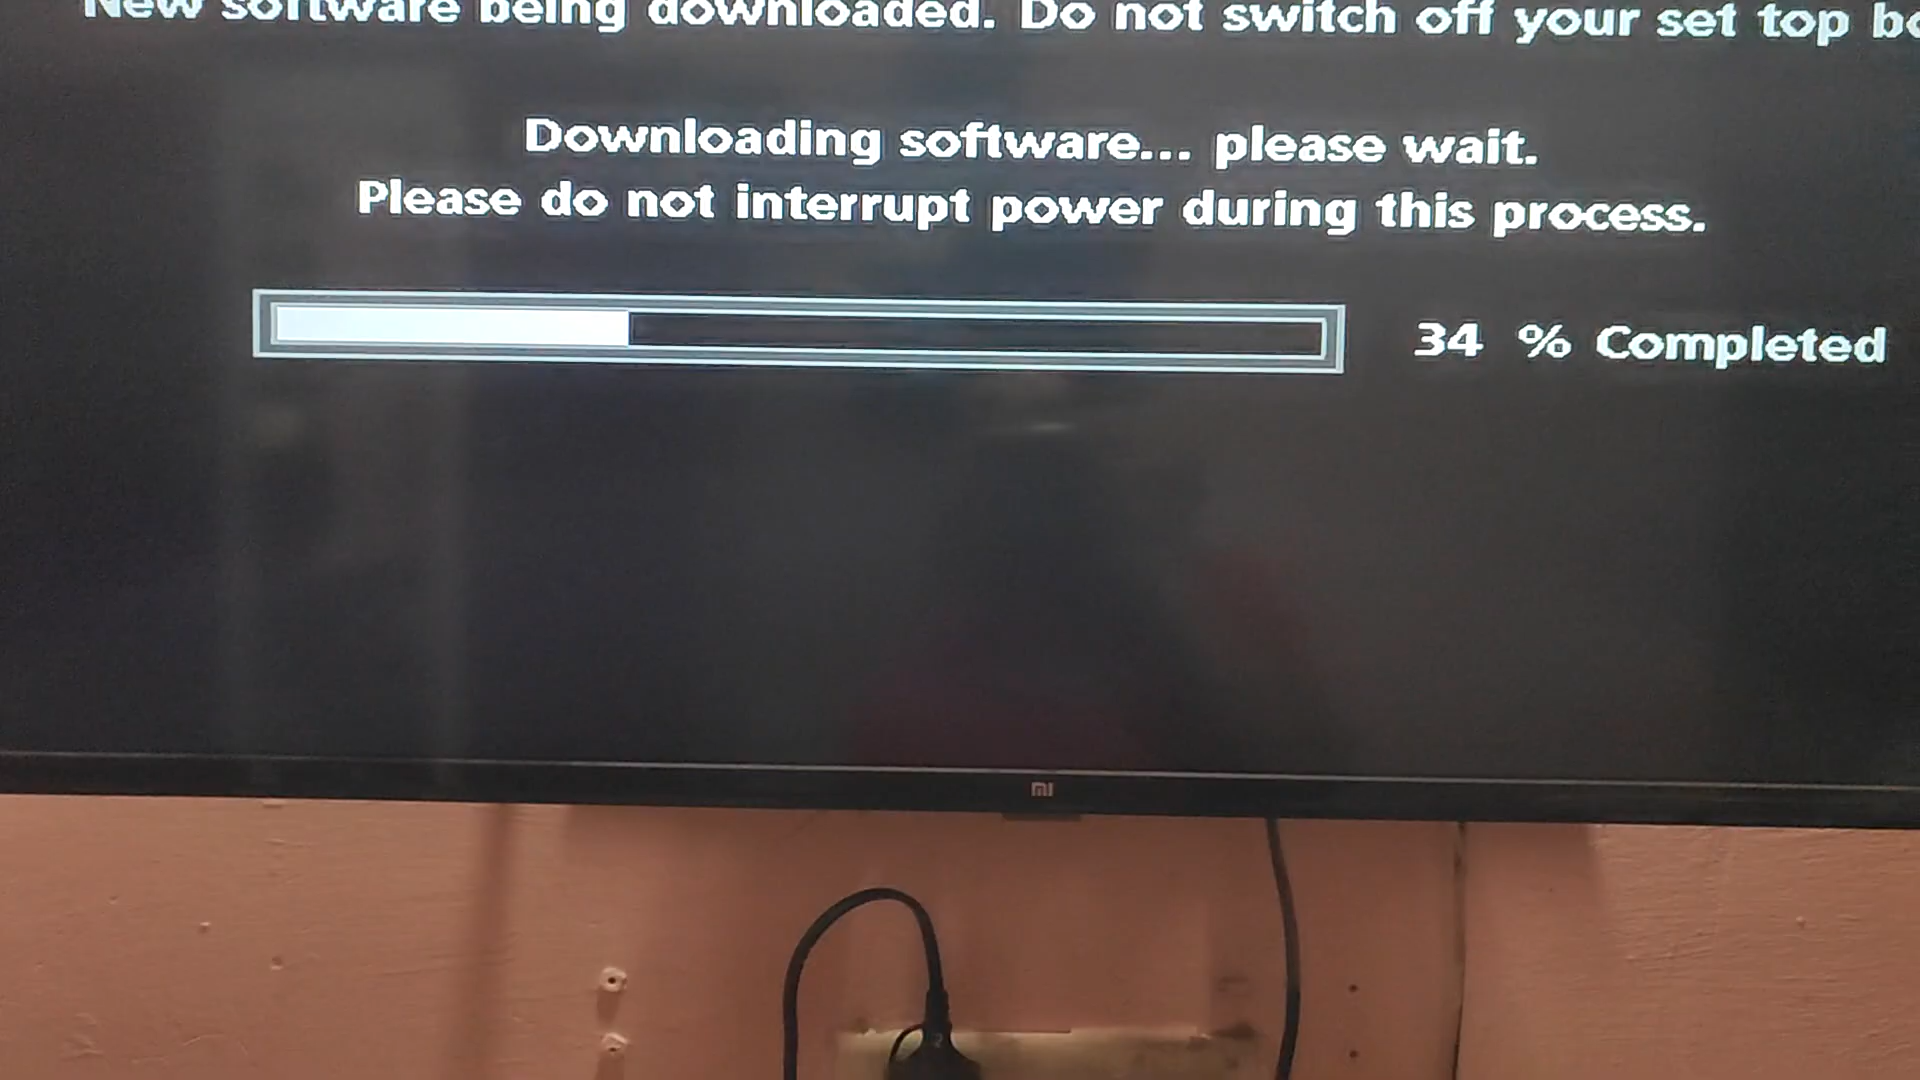 New software being downloaded. Do not switch off your set top
Downloading software... please wait.
Please do not interrupt power during this process.
34 % Completed
mi